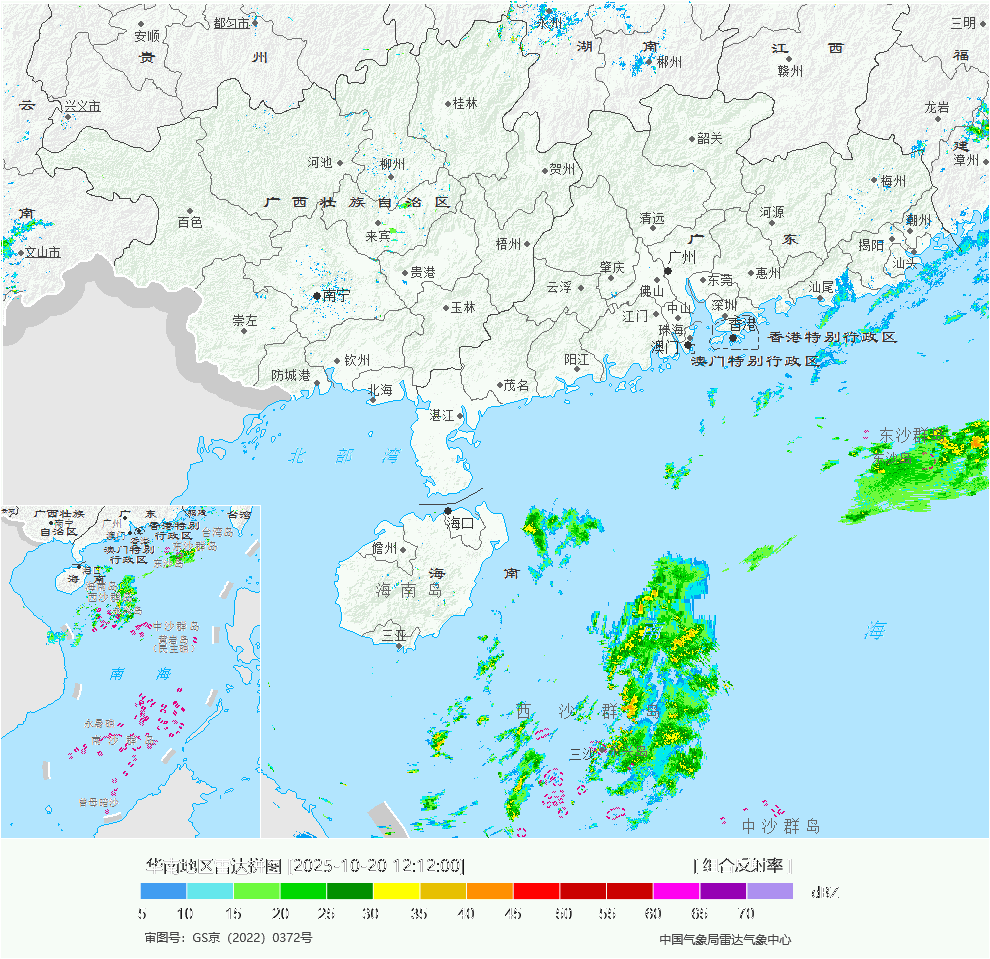 安顺
都匀市
永州
三明
贵 州
湖 南
江 西
福
郴州
赣州
云
兴义市
桂林
龙岩
韶关
建
河池
柳州
贺州
漳州
梅州
南
广西壮族自治区
百色
来宾
清远
河源
潮州
文山市
梧州
广 东
揭阳
汕头
贵港
肇庆
广州
惠州
南宁
云浮
佛山
东莞
汕尾
崇左
玉林
江门
中山
深圳
珠海
香港
香港特别行政区
澳门
澳门特别行政区
钦州
防城港
北海
阳江
茂名
湛江
北 部 湾
东沙群
海口
儋州
海 南
海南岛
三亚
海
西 沙 群 岛
三沙
中沙群岛
广西壮族
自治区
南宁
广 东
广州
香港特别
行政区
澳门特别
行政区
台湾
台湾岛
东沙群岛
海 南
中沙群岛
黄岩岛
南 海
永暑礁
南沙群岛
曾母暗沙
华南地区雷达拼图 [2025-10-20 12:12:00]
[组合反射率]
dBZ
5 10 15 20 25 30 35 40 45 50 55 60 65 70
审图号：GS京（2022）0372号
中国气象局雷达气象中心